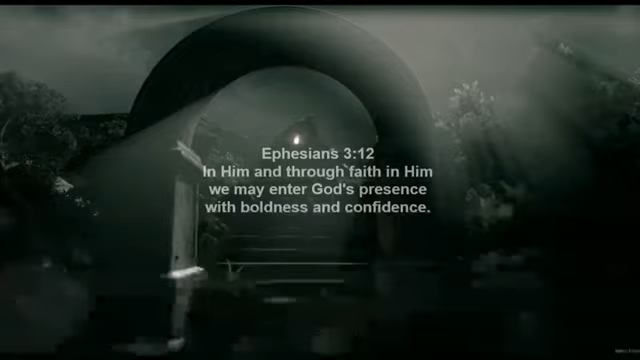 Ephesians 3:12
In Him and through faith in Him
we may enter God's presence
with boldness and confidence.